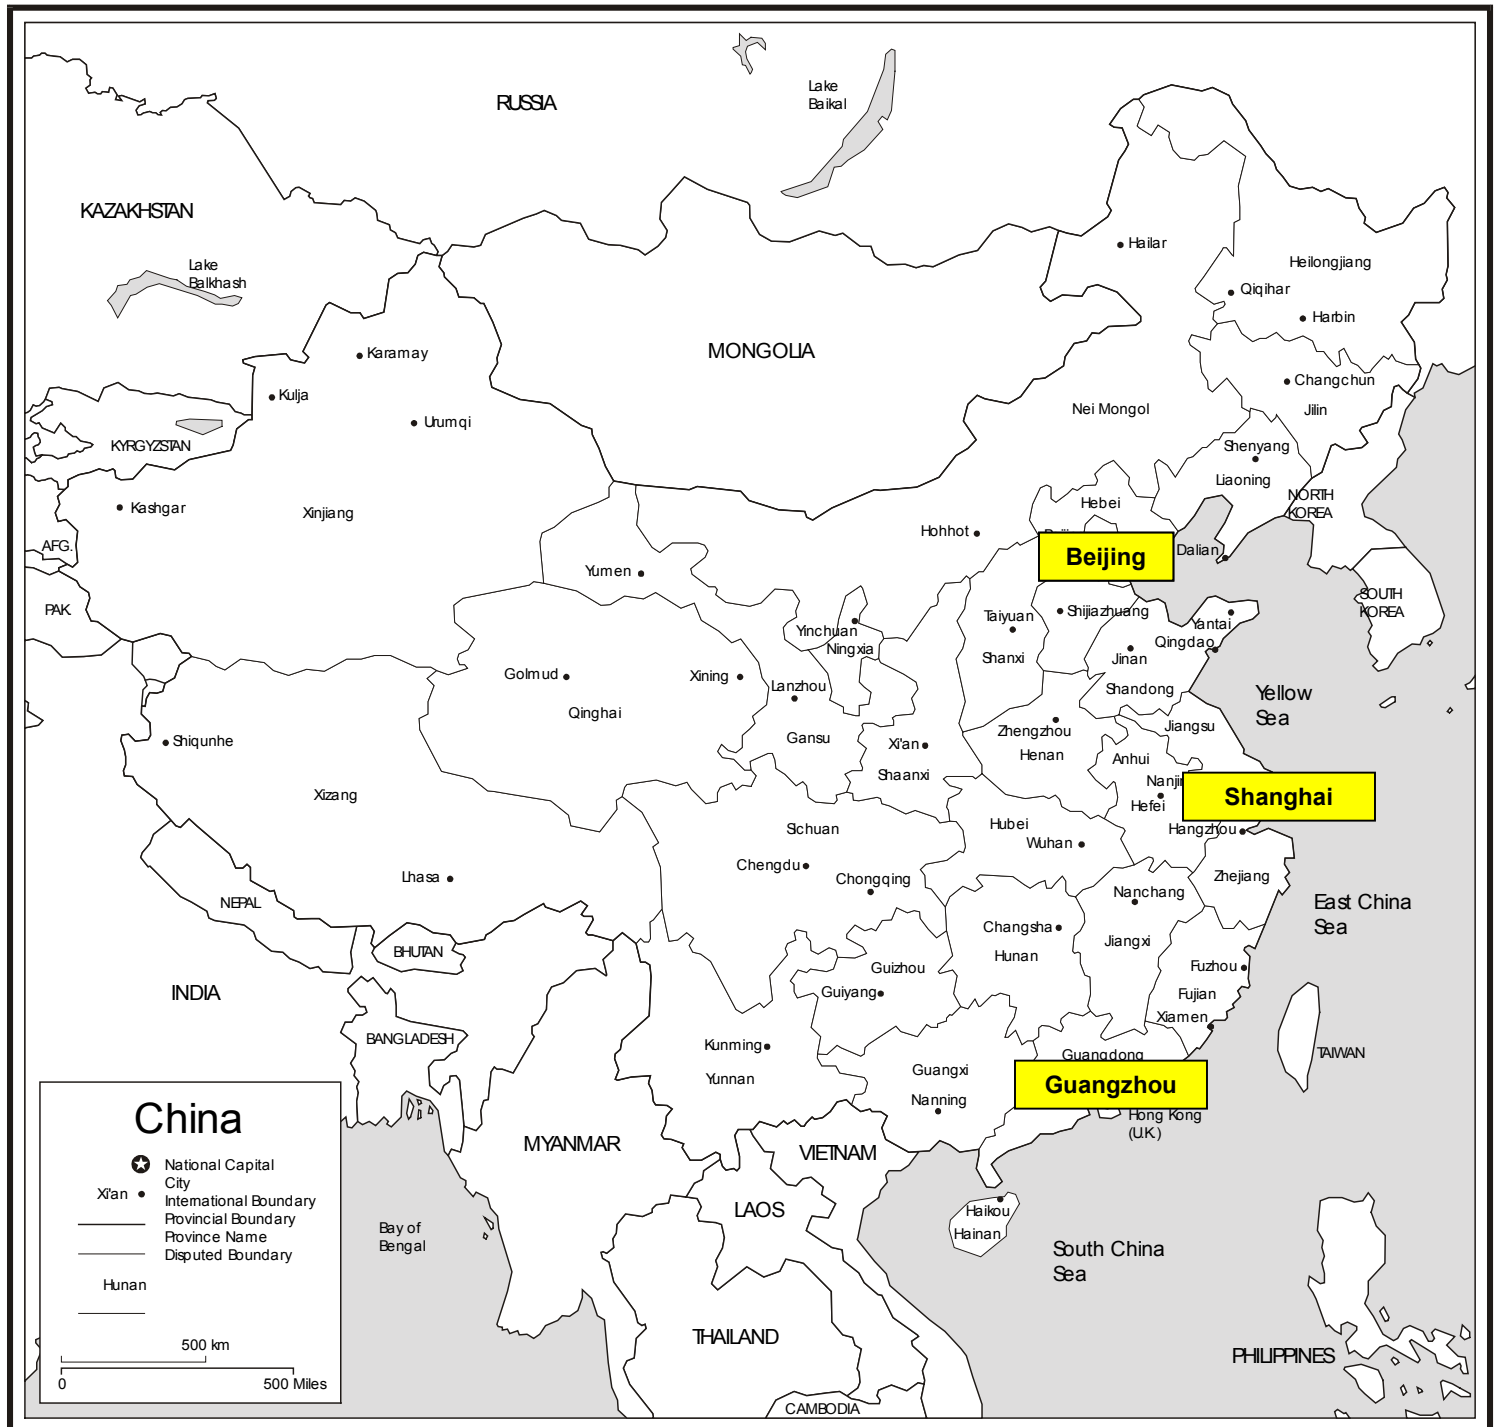 RUSSIA
Lake
Baikal
KAZAKHSTAN
Lake
Balkhash
Hailar
Heilongjiang
Qiqihar
Harbin
MONGOLIA
Karamay
Kulja
Urumqi
Changchun
Jilin
Nei Mongol
KYRGYZSTAN
Shenyang
Liaoning
Kashgar
Xinjiang
Hebei
NORTH
KOREA
Hohhot
AFG.
Beijing
Dalian
Yumen
PAK.
SOUTH
KOREA
Taiyuan
Shijiazhuang
Yantai
Yinchuan
Ningxia
Qingdao
Jinan
Shanxi
Golmud
Xining
Lanzhou
Shandong
Qinghai
Yellow
Sea
Zhengzhou
Jiangsu
Shiqunhe
Gansu
Xi'an
Henan
Anhui
Shaanxi
Nanjin
Xizang
Shanghai
Hefei
Sichuan
Hubei
Hangzhou
Wuhan
Chengdu
Chongqing
Lhasa
Zhejiang
Nanchang
NEPAL
East China
Sea
Changsha
Jiangxi
BHUTAN
Hunan
Guizhou
Fuzhou
INDIA
Guiyang
Fujian
Xiamen
BANGLADESH
Kunming
Guangdong
TAIWAN
Yunnan
Guangxi
Guangzhou
Nanning
Hong Kong
(U.K.)
MYANMAR
VIETNAM
LAOS
Haikou
Hainan
Bay of
Bengal
South China
Sea
THAILAND
PHILIPPINES
CAMBODIA
China
National Capital
City
Xi'an
International Boundary
Provincial Boundary
Province Name
Disputed Boundary
Hunan
500 km
0
500 Miles